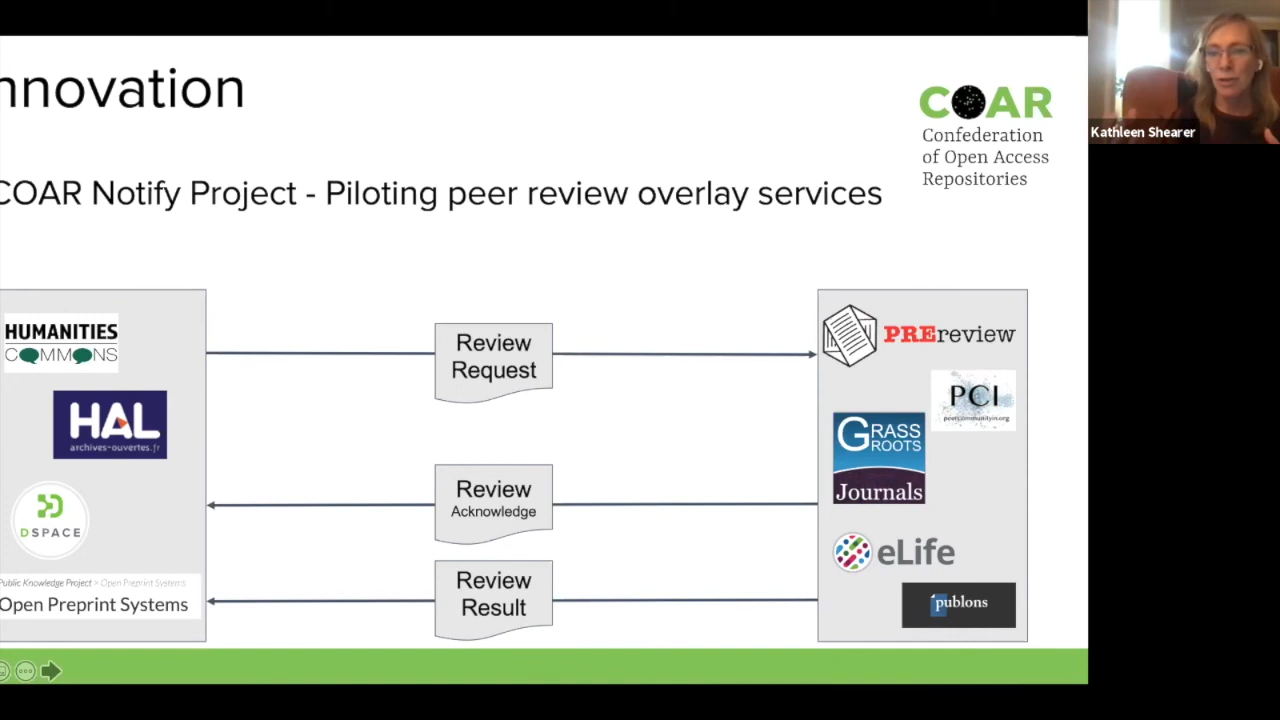 nnovation
COAR
Confederation
of Open Access
Repositories
Kathleen Shearer
COAR Notify Project - Piloting peer review overlay services
HUMANITIES
COMMONS
HAL
archives-ouvertes.fr
DSPACE
Public Knowledge Project > Open Preprint Systems
Open Preprint Systems
Review
Request
Review
Acknowledge
Review
Result
PREreview
PCI
GRASS
ROOTS
Journals
eLife
publons